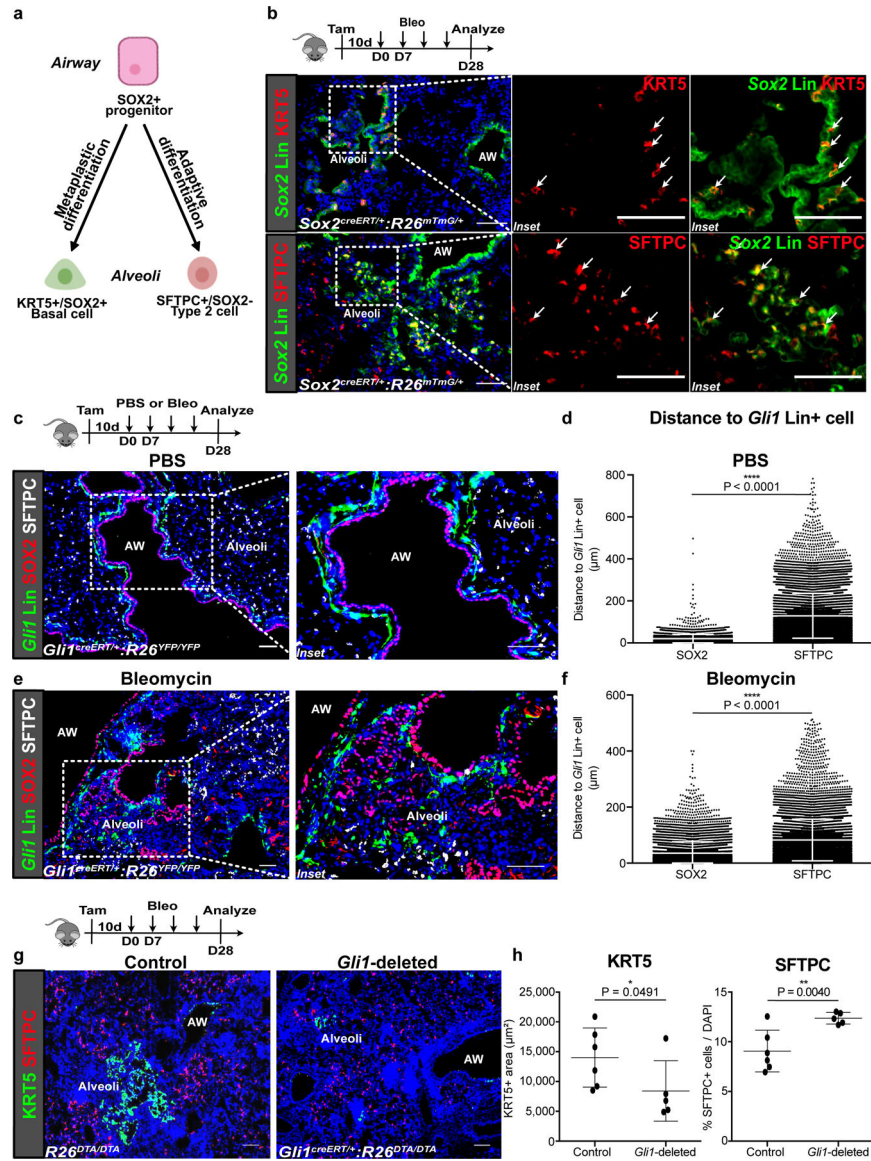 a
Airway
SOX2+
progenitor
Metaplastic
differentiation
Adaptive
differentiation
Alveoli
KRT5+/SOX2+
Basal cell
SFTPC+/SOX2-
Type 2 cell
b
Tam
Bleo
Analyze
10d
D0 D7
D28
Sox2 Lin KRT5
Alveoli
AW
Sox2creERT/+:R26mTmG/+
KRT5
Inset
Sox2 Lin KRT5
Inset
Sox2 Lin SFTPC
AW
Alveoli
Sox2creERT/+:R26mTmG/+
SFTPC
Inset
Sox2 Lin SFTPC
Inset
c
Tam
PBS or Bleo
Analyze
10d
D0 D7
D28
PBS
Gli1 Lin SOX2 SFTPC
AW
Alveoli
Gli1creERT/+:R26YFP/YFP
AW
Alveoli
Inset
d
Distance to Gli1 Lin+ cell
PBS
****
P < 0.0001
Distance to Gli1 Lin+ cell
(µm)
800
600
400
200
0
SOX2
SFTPC
e
Bleomycin
Gli1 Lin SOX2 SFTPC
AW
Alveoli
Gli1creERT/+:R26YFP/YFP
AW
Alveoli
Inset
f
Bleomycin
****
P < 0.0001
Distance to Gli1 Lin+ cell
(µm)
600
400
200
0
SOX2
SFTPC
Tam
Bleo
Analyze
10d
D0 D7
D28
g
Control
Gli1-deleted
KRT5 SFTPC
AW
Alveoli
R26DTA/DTA
Alveoli
AW
Gli1creERT/+:R26DTA/DTA
h
KRT5
*
P = 0.0491
KRT5+ area (µm²)
25,000
20,000
15,000
10,000
5,000
0
Control
Gli1-deleted
SFTPC
**
P = 0.0040
% SFTPC+ cells / DAPI
15
10
5
0
Control
Gli1-deleted